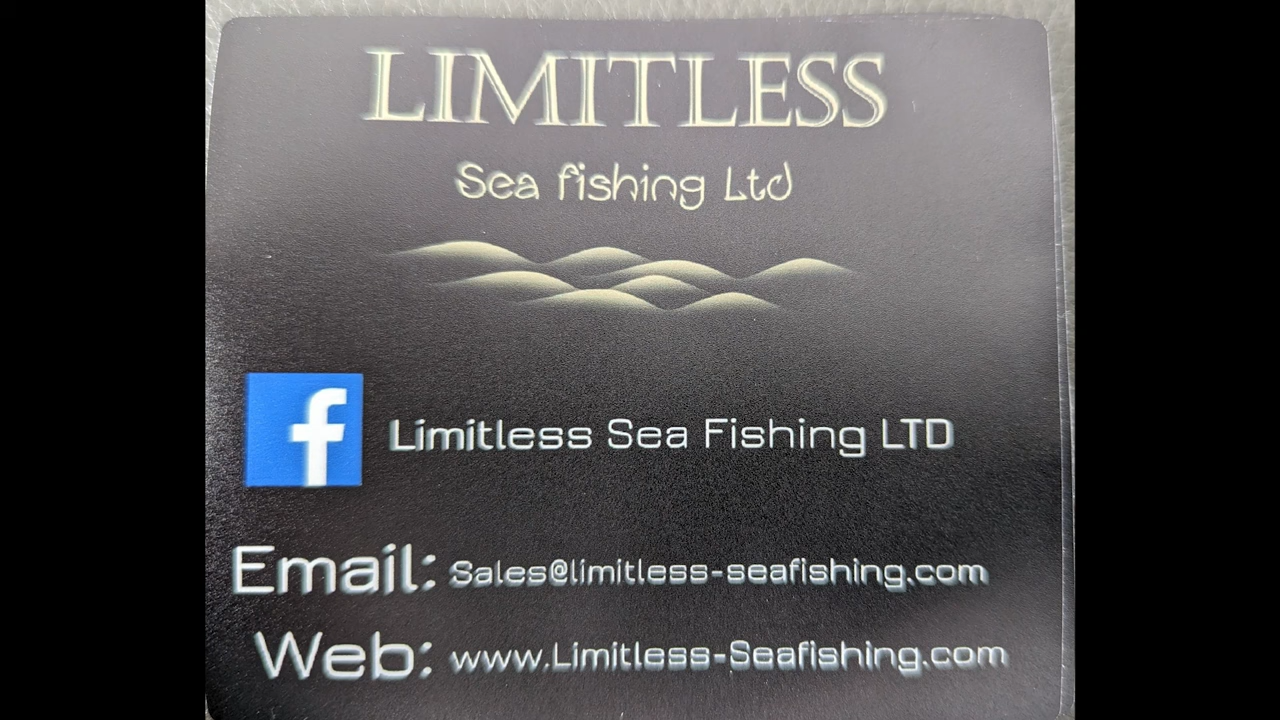 LIMITLESS
Sea fishing Ltd
f
Limitless Sea Fishing LTD
Email: Sales@limitless-seafishing.com
Web: www.Limitless-Seafishing.com